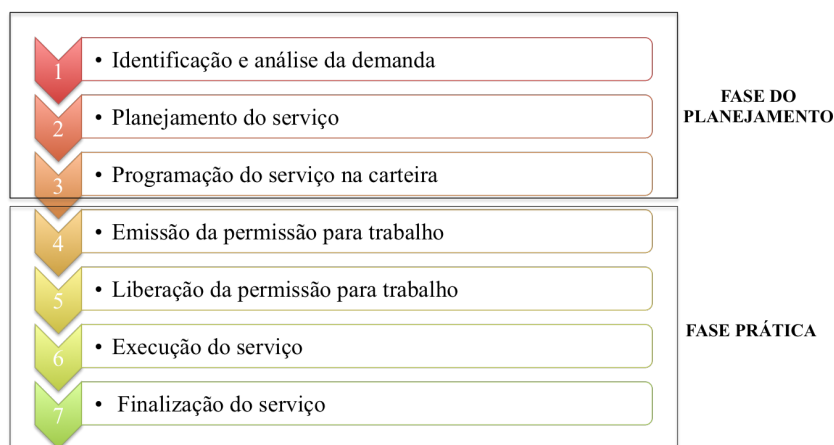 1 • Identificação e análise da demanda
2 • Planejamento do serviço
3 • Programação do serviço na carteira
FASE DO
PLANEJAMENTO
4 • Emissão da permissão para trabalho
5 • Liberação da permissão para trabalho
6 • Execução do serviço
7 • Finalização do serviço
FASE PRÁTICA